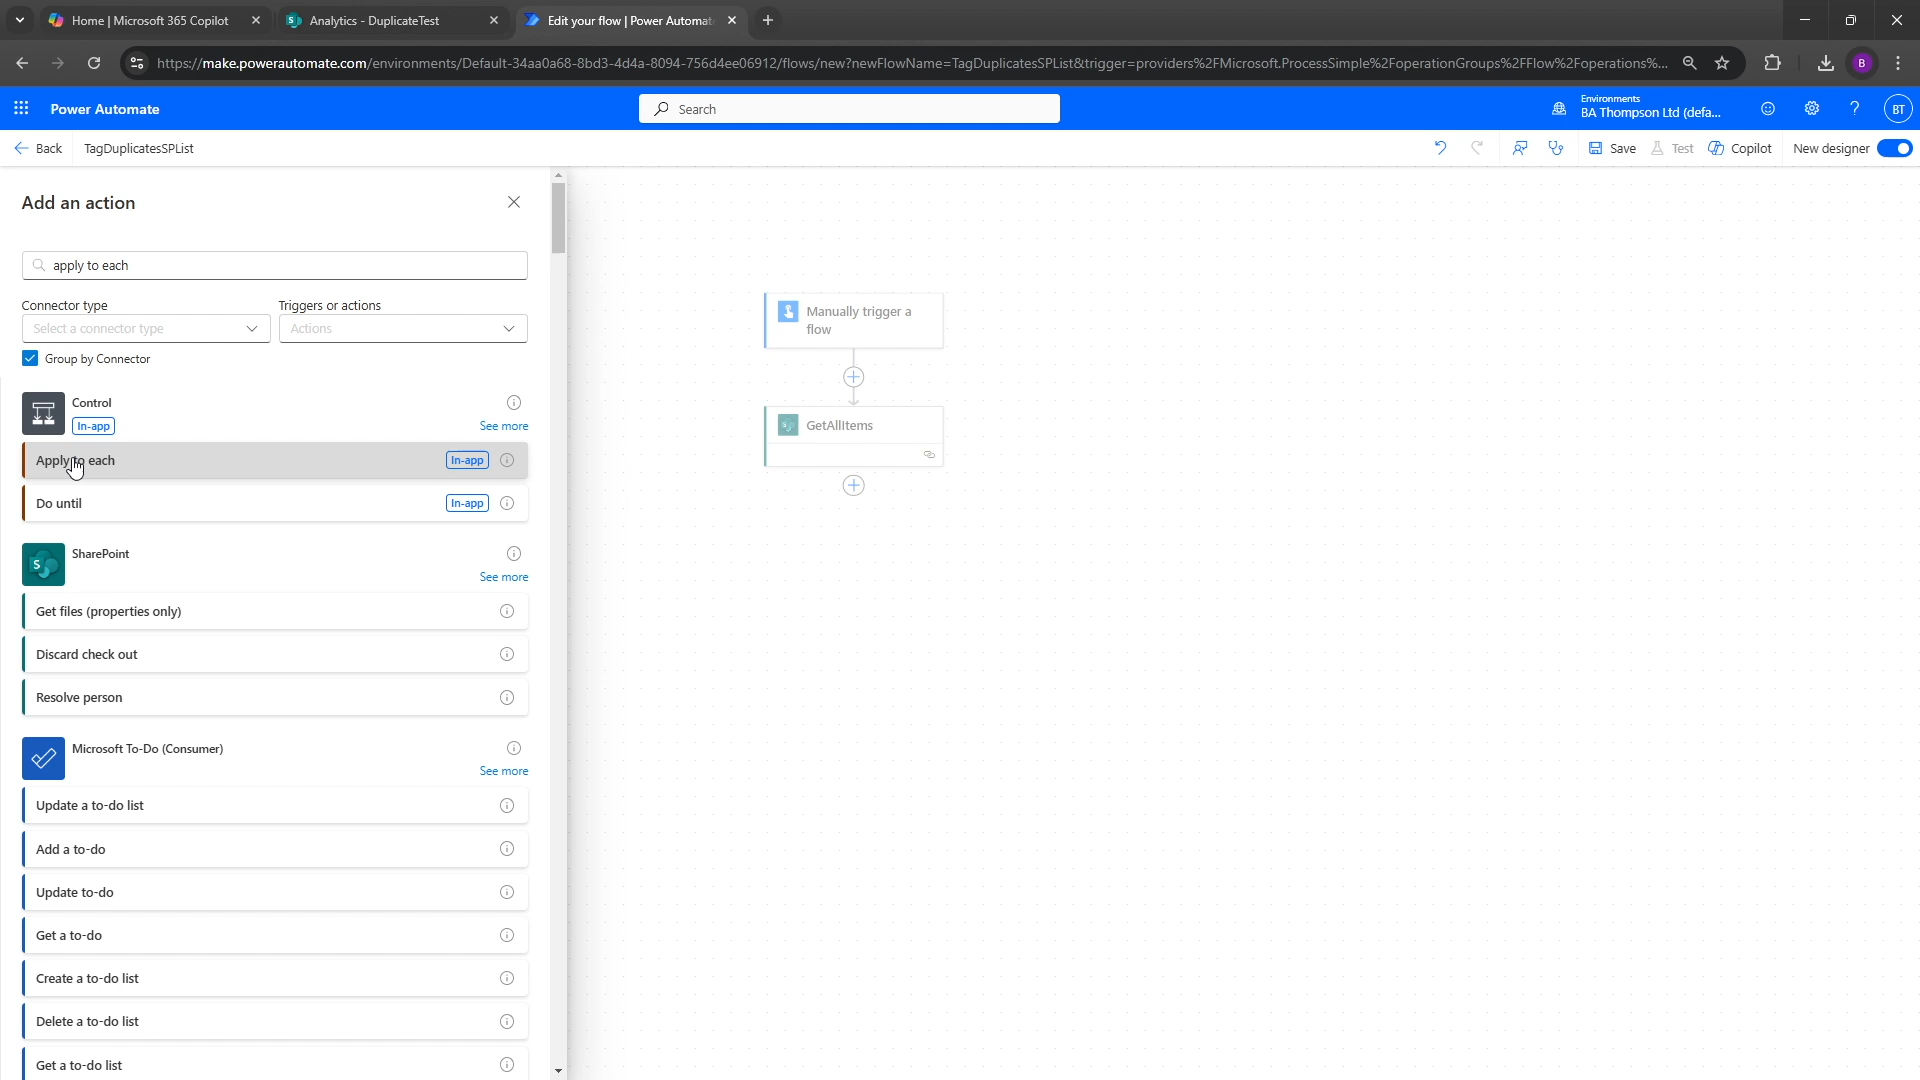 Home | Microsoft 365 Copilot
Analytics - DuplicateTest
Edit your flow | Power Automat
https://make.powerautomate.com/environments/Default-34aa0a68-8bd3-4d4a-8094-756d4ee06912/flows/new?newFlowName=TagDuplicatesSPList&trigger=providers%2FMicrosoft.ProcessSimple%2FoperationGroups%2FFlow%2Foperations%...
B
Power Automate
Search
Environments
BA Thompson Ltd (defa...
BT
Back
TagDuplicatesSPList
Save
Test
Copilot
New designer
Add an action
apply to each
Connector type
Triggers or actions
Select a connector type
Actions
Group by Connector
Control
In-app
See more
Apply to each
In-app
Do until
In-app
SharePoint
See more
Get files (properties only)
Discard check out
Resolve person
Microsoft To-Do (Consumer)
See more
Update a to-do list
Add a to-do
Update to-do
Get a to-do
Create a to-do list
Delete a to-do list
Get a to-do list
Manually trigger a
flow
GetAllItems